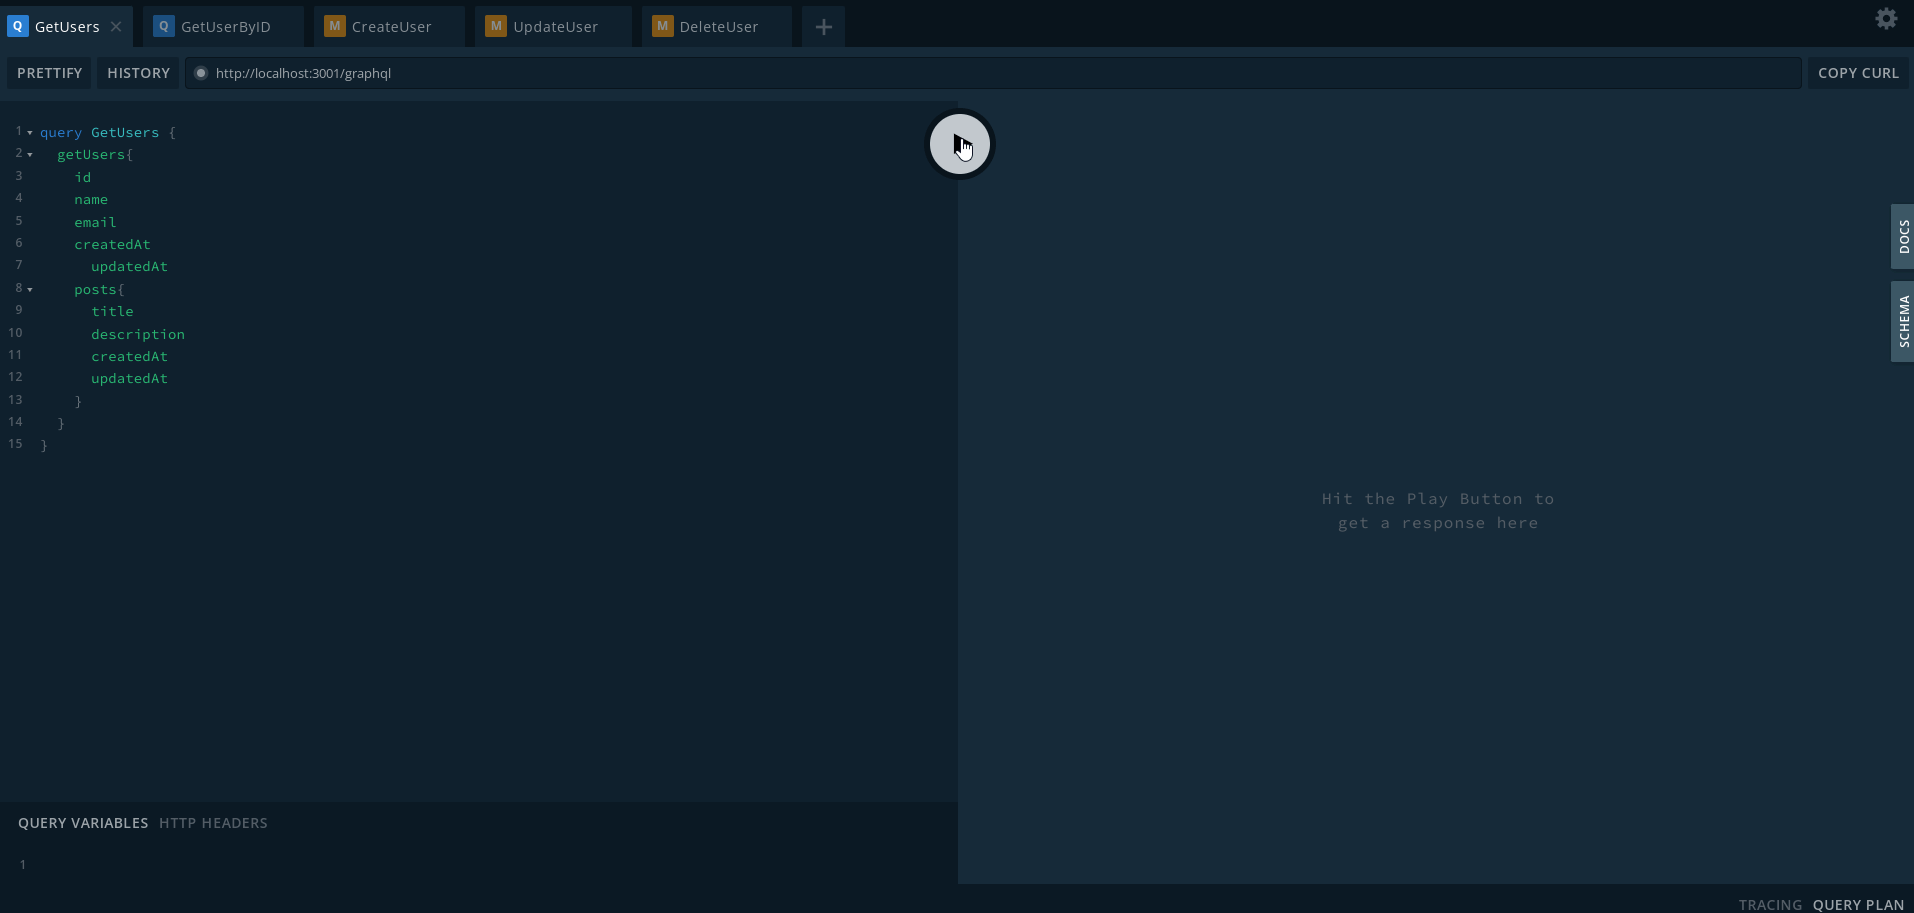 Q GetUsers × Q GetUserByID M CreateUser M UpdateUser M DeleteUser +
PRETTIFY HISTORY http://localhost:3001/graphql COPY CURL
1 query GetUsers {
2 getUsers{
3 id
4 name
5 email
6 createdAt
7 updatedAt
8 posts{
9 title
10 description
11 createdAt
12 updatedAt
13 }
14 }
15 }
Hit the Play Button to
get a response here
DOCS
SCHEMA
QUERY VARIABLES HTTP HEADERS
1
TRACING QUERY PLAN